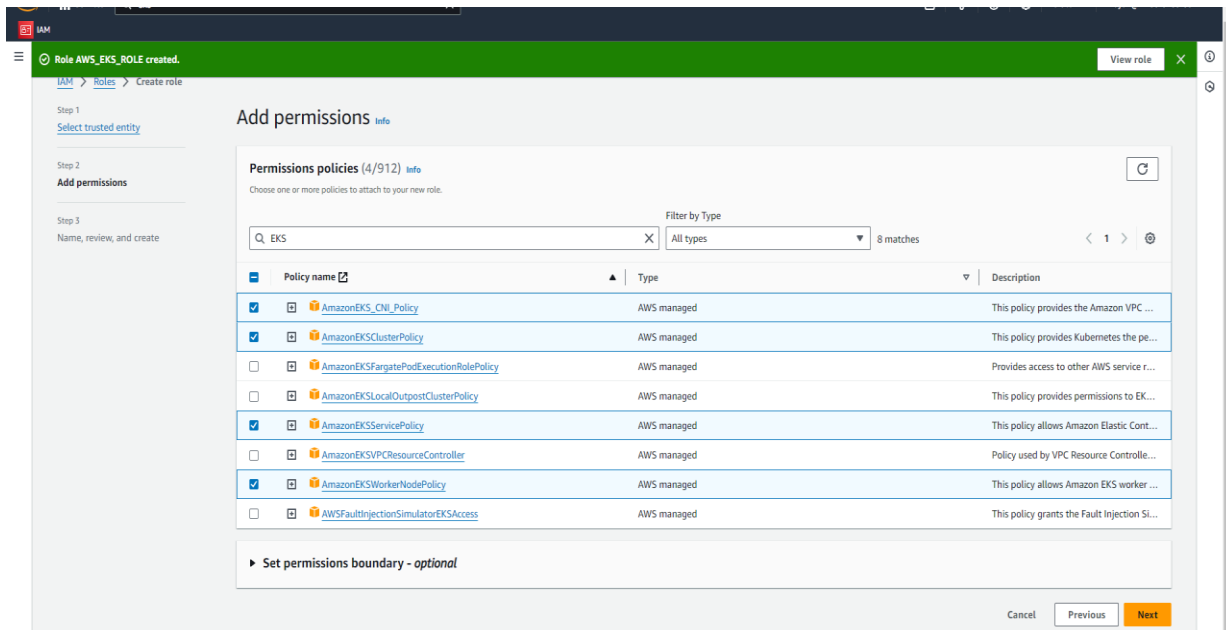 IAM
Role AWS_EKS_ROLE created.
View role
IAM > Roles > Create role
Step 1
Select trusted entity
Step 2
Add permissions
Step 3
Name, review, and create
Add permissions Info
Permissions policies (4/912) Info
Choose one or more policies to attach to your new role.
Filter by Type
EKS
All types
8 matches
1
Policy name Type Description
AmazonEKS_CNI_Policy AWS managed This policy provides the Amazon VPC ...
AmazonEKSClusterPolicy AWS managed This policy provides Kubernetes the pe...
AmazonEKSFargatePodExecutionRolePolicy AWS managed Provides access to other AWS service r...
AmazonEKSLocalOutpostClusterPolicy AWS managed This policy provides permissions to EK...
AmazonEKSServicePolicy AWS managed This policy allows Amazon Elastic Cont...
AmazonEKSVPCResourceController AWS managed Policy used by VPC Resource Controlle...
AmazonEKSWorkerNodePolicy AWS managed This policy allows Amazon EKS worker ...
AWSFaultInjectionSimulatorEKSAccess AWS managed This policy grants the Fault Injection Si...
Set permissions boundary - optional
Cancel Previous Next